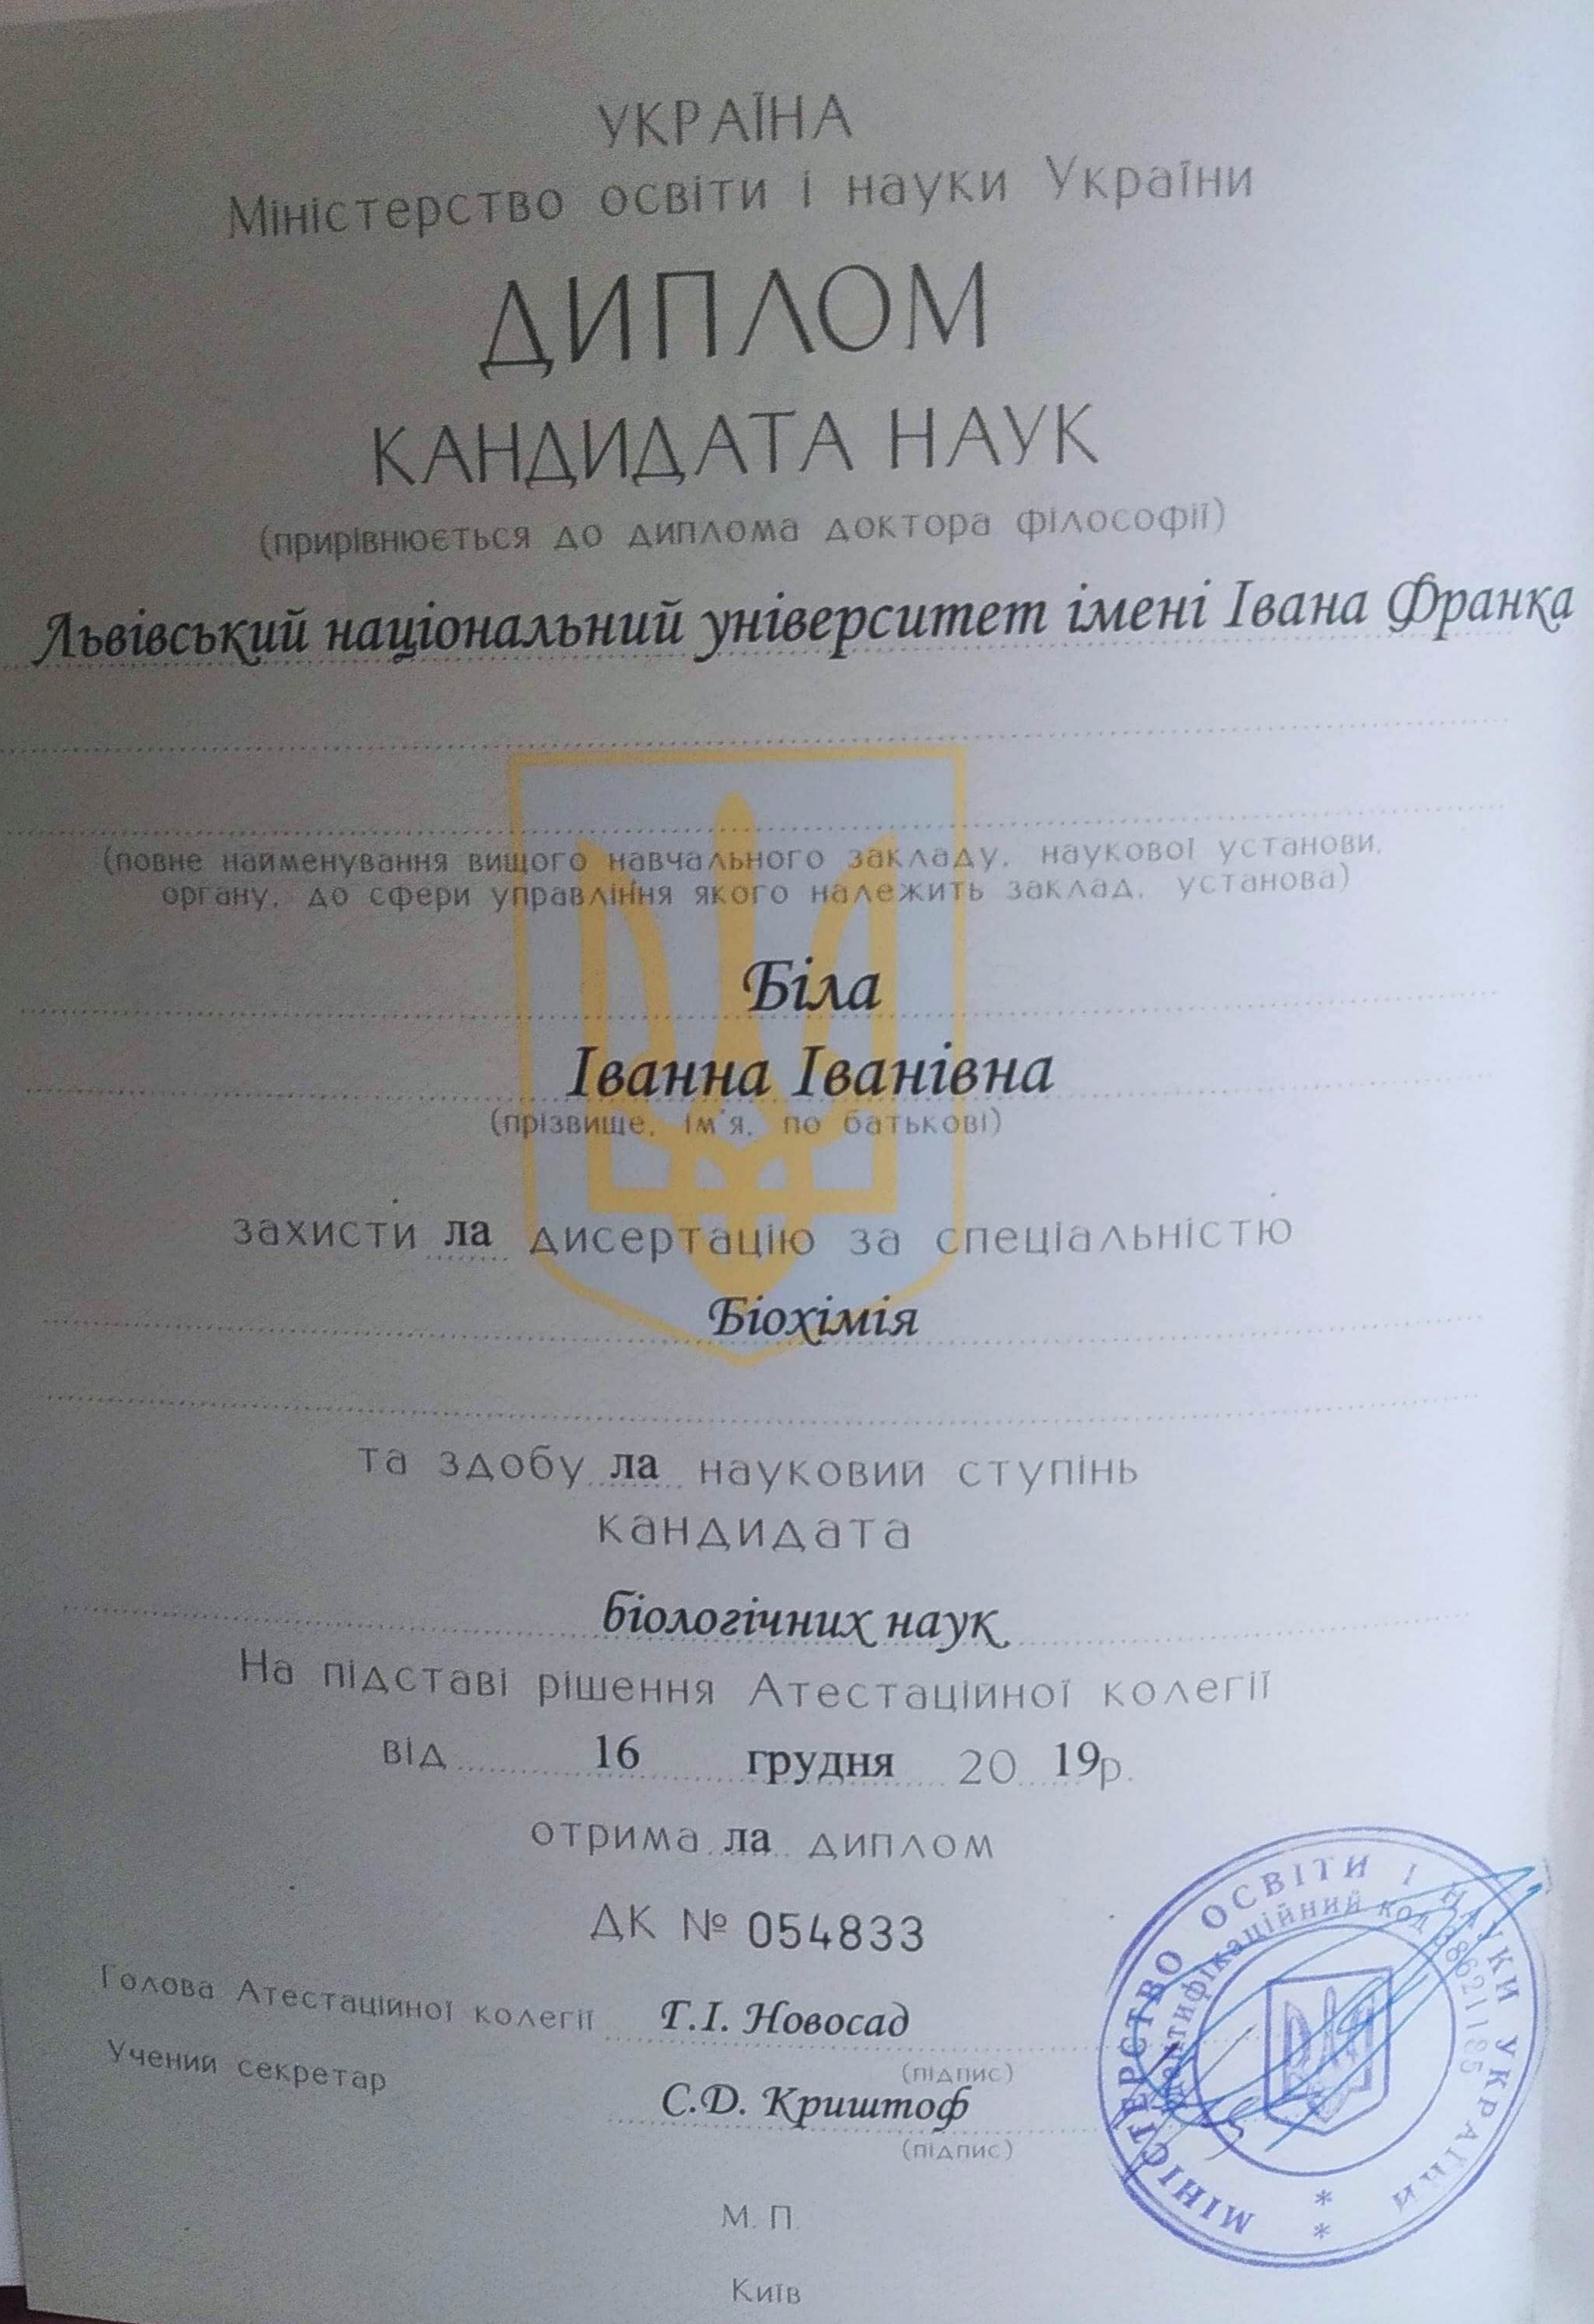 УКРАЇНА
Міністерство освіти і науки України
ДИПЛОМ
КАНДИДАТА НАУК
(прирівнюється до диплома доктора філософії)
Львівський національний університет імені Івана Франка
(повне найменування вищого навчального закладу, наукової установи,
органу, до сфери управління якого належить заклад, установа)
Біла
Іванна Іванівна
(прізвище, ім'я, по батькові)
захисти ла дисертацію за спеціальністю
Біохімія
та здобу ла науковий ступінь
кандидата
біологічних наук
На підставі рішення Атестаційної колегії
від 16 грудня 20 19р.
отрима ла диплом
ДК № 054833
Голова Атестаційної колегії Г.І. Новосад
(підпис)
Учений секретар С.Д. Криштоф
(підпис)
М. П.
Київ
МІНІСТЕРСТВО ОСВІТИ І НАУКИ УКРАЇНИ
* *
Ідентифікаційний код 38621185